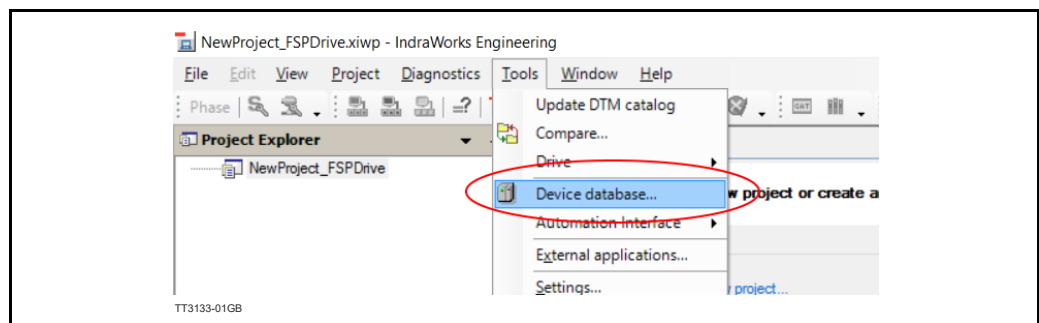 NewProject_FSPDrive.xiwp - IndraWorks Engineering
File Edit View Project Diagnostics Tools Window Help
Phase
Update DTM catalog
CAT
Project Explorer
Compare...
NewProject_FSPDrive
Drive
Device database...
w project or create a
Automation Interface
External applications...
Settings...
project...
TT3133-01GB